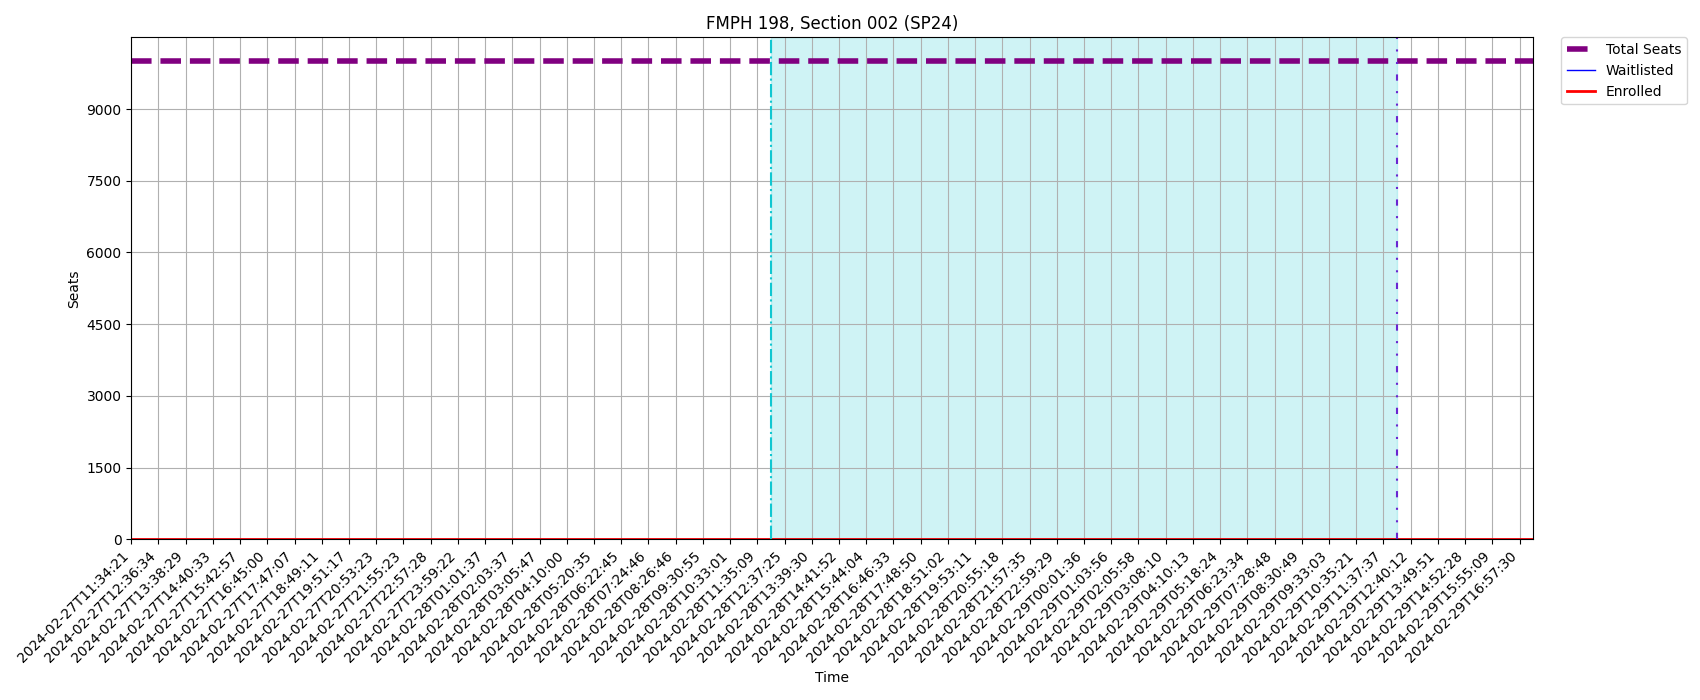 FMPH 198, Section 002 (SP24)
Total Seats
Waitlisted
Enrolled
9000
7500
6000
4500
3000
1500
0
Seats
2024-02-27T11:34:21
2024-02-27T12:36:34
2024-02-27T13:38:29
2024-02-27T14:40:33
2024-02-27T15:42:57
2024-02-27T16:45:00
2024-02-27T17:47:07
2024-02-27T18:49:11
2024-02-27T19:51:17
2024-02-27T20:53:23
2024-02-27T21:55:23
2024-02-27T22:57:28
2024-02-27T23:59:22
2024-02-28T01:01:37
2024-02-28T02:03:37
2024-02-28T03:05:47
2024-02-28T04:10:00
2024-02-28T05:20:35
2024-02-28T06:22:45
2024-02-28T07:24:46
2024-02-28T08:26:46
2024-02-28T09:30:55
2024-02-28T10:33:01
2024-02-28T11:35:09
2024-02-28T12:37:25
2024-02-28T13:39:30
2024-02-28T14:41:52
2024-02-28T15:44:04
2024-02-28T16:46:33
2024-02-28T17:48:50
2024-02-28T18:51:02
2024-02-28T19:53:11
2024-02-28T20:55:18
2024-02-28T21:57:35
2024-02-28T22:59:29
2024-02-29T00:01:36
2024-02-29T01:03:56
2024-02-29T02:05:58
2024-02-29T03:08:10
2024-02-29T04:10:13
2024-02-29T05:18:24
2024-02-29T06:23:34
2024-02-29T07:28:48
2024-02-29T08:30:49
2024-02-29T09:33:03
2024-02-29T10:35:21
2024-02-29T11:37:37
2024-02-29T12:40:12
2024-02-29T13:49:51
2024-02-29T14:52:28
2024-02-29T15:55:09
2024-02-29T16:57:30
Time